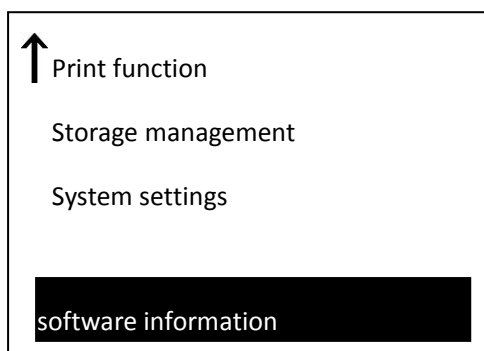 Print function
Storage management
System settings
software information